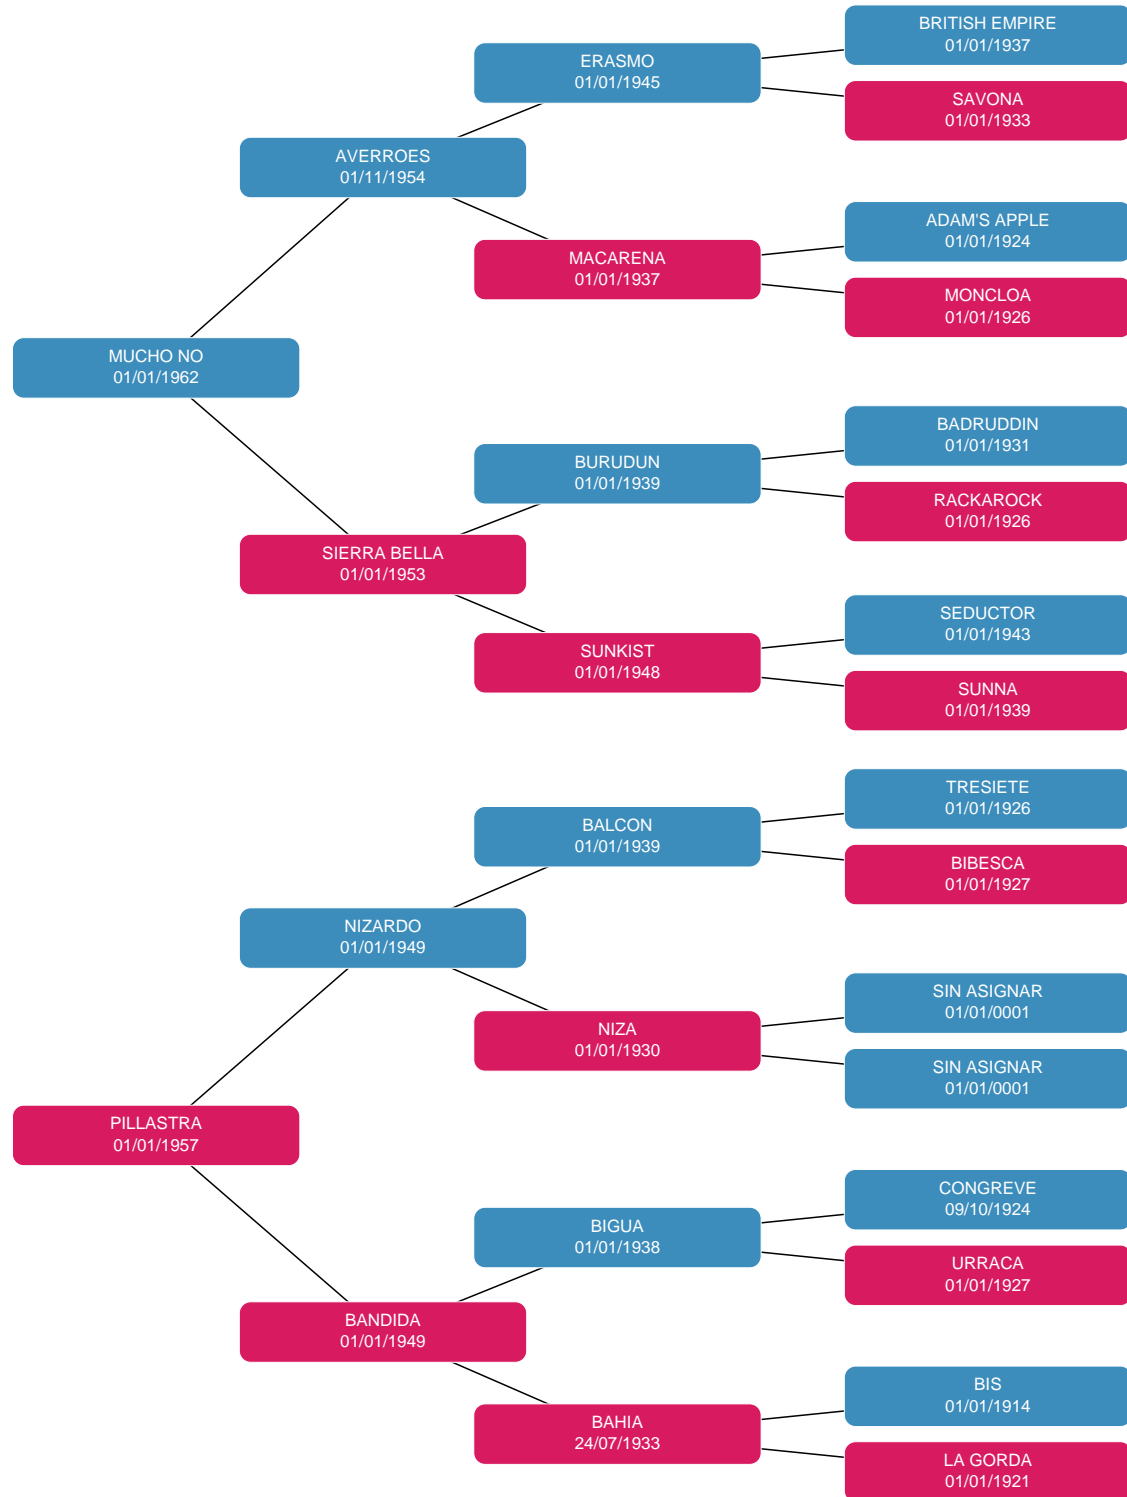 BRITISH EMPIRE
01/01/1937
ERASMO
01/01/1945
SAVONA
01/01/1933
AVERROES
01/11/1954
ADAM'S APPLE
01/01/1924
MACARENA
01/01/1937
MONCLOA
01/01/1926
MUCHO NO
01/01/1962
BADRUDDIN
01/01/1931
BURUDUN
01/01/1939
RACKAROCK
01/01/1926
SIERRA BELLA
01/01/1953
SEDUCTOR
01/01/1943
SUNKIST
01/01/1948
SUNNA
01/01/1939
TRESIETE
01/01/1926
BALCON
01/01/1939
BIBESCA
01/01/1927
NIZARDO
01/01/1949
SIN ASIGNAR
01/01/0001
NIZA
01/01/1930
SIN ASIGNAR
01/01/0001
PILLASTRA
01/01/1957
CONGREVE
09/10/1924
BIGUA
01/01/1938
URRACA
01/01/1927
BANDIDA
01/01/1949
BIS
01/01/1914
BAHIA
24/07/1933
LA GORDA
01/01/1921